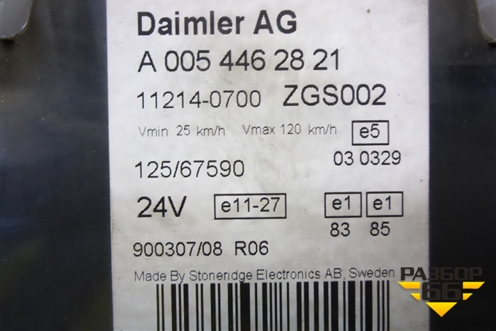 Daimler AG
A 005 446 28 21
11214-0700 ZGS002
Vmin 25 km/h Vmax 120 km/h e5
03 0329
125/67590
24V e11-27 e1 e1
83 85
900307/08 R06
Made By Stoneridge Electronics AB, Sweden
РАЗБОР
66